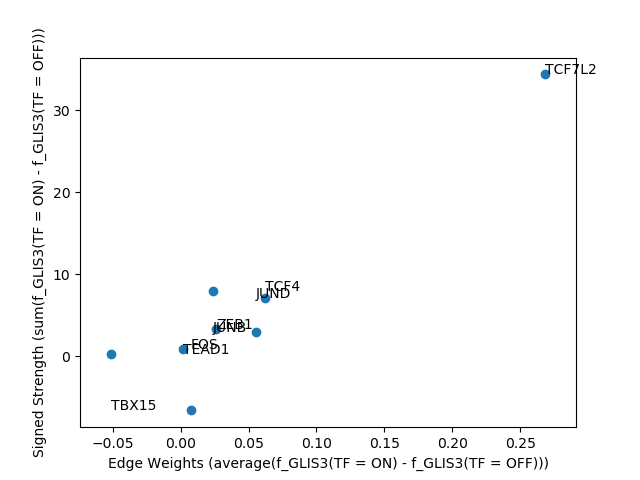 Signed Strength (sum(f_GLIS3(TF = ON) - f_GLIS3(TF = OFF)))
30
20
10
0
TCF7L2
TCF4
JUND
ZEB1
JUNB
FOS
TEAD1
TBX15
−0.05
0.00
0.05
0.10
0.15
0.20
0.25
Edge Weights (average(f_GLIS3(TF = ON) - f_GLIS3(TF = OFF)))